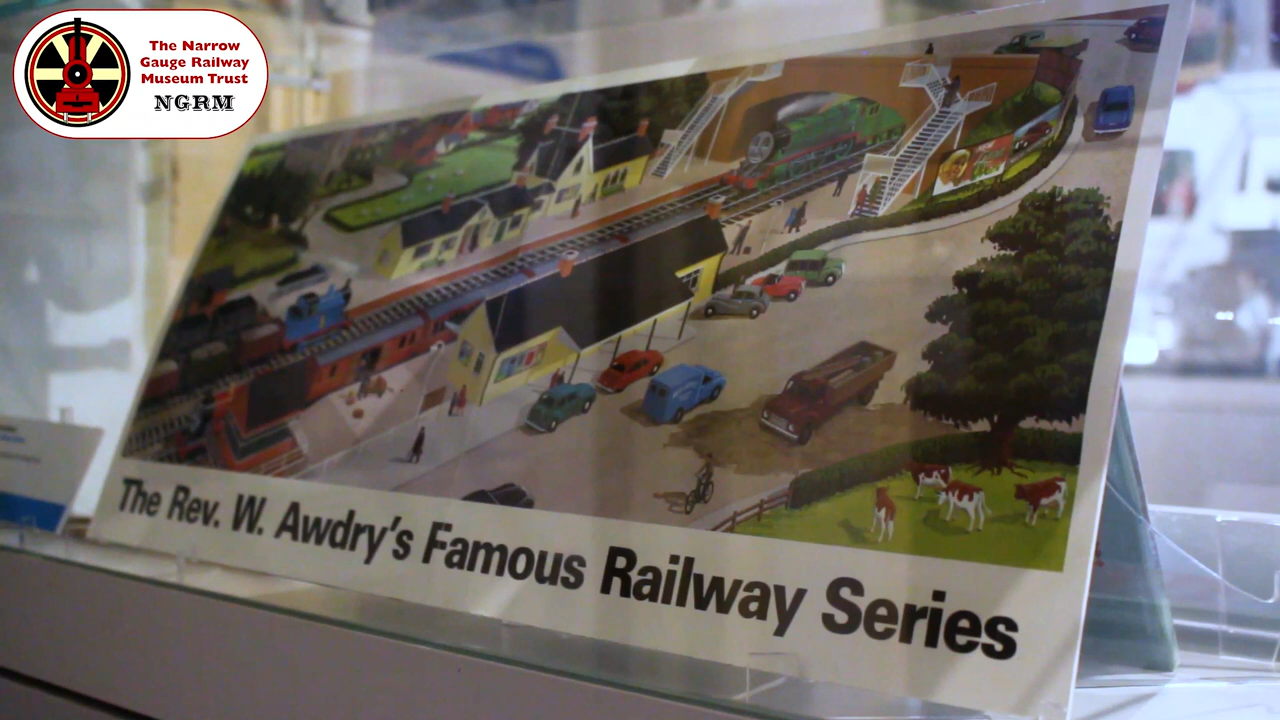 The Narrow
Gauge Railway
Museum Trust
NGRM
The Rev. W. Awdry's Famous Railway Series